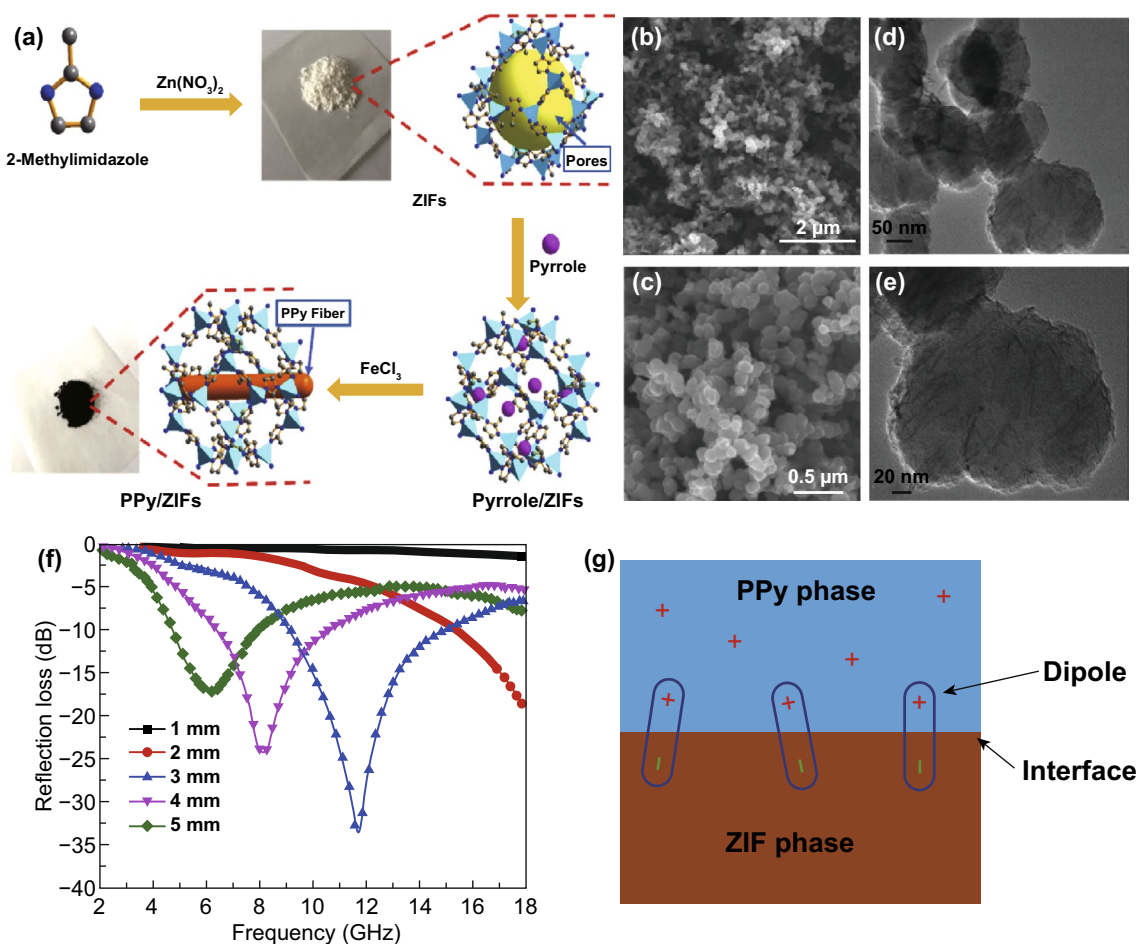 (a)
Zn(NO3)2
2-Methylimidazole
Pores
ZIFs
Pyrrole
PPy Fiber
FeCl3
PPy/ZIFs
Pyrrole/ZIFs
(b)
2 µm
(c)
0.5 µm
(d)
50 nm
(e)
20 nm
(f)
0
−5
−10
−15
−20
−25
−30
−35
−40
Reflection loss (dB)
1 mm
2 mm
3 mm
4 mm
5 mm
2 4 6 8 10 12 14 16 18
Frequency (GHz)
(g)
PPy phase
+ +
+
+
+ + +
Dipole
Interface
− − −
ZIF phase